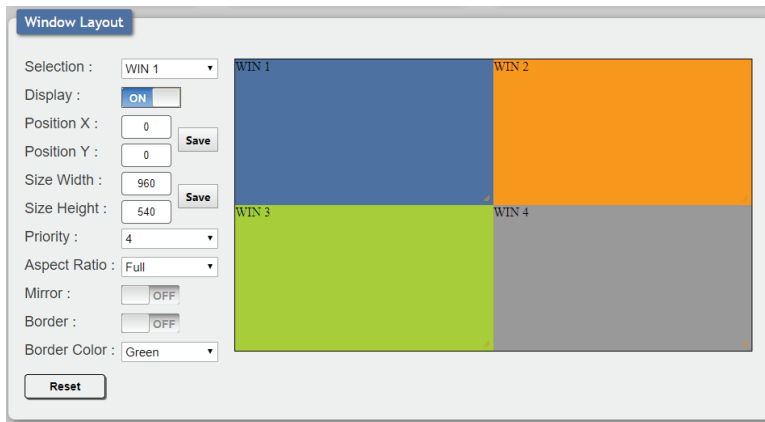 Window Layout
Selection : WIN 1
Display : ON
Position X : 0
Save
Position Y : 0
Size Width : 960
Save
Size Height : 540
Priority : 4
Aspect Ratio : Full
Mirror : OFF
Border : OFF
Border Color : Green
Reset
WIN 1 WIN 2
WIN 3 WIN 4